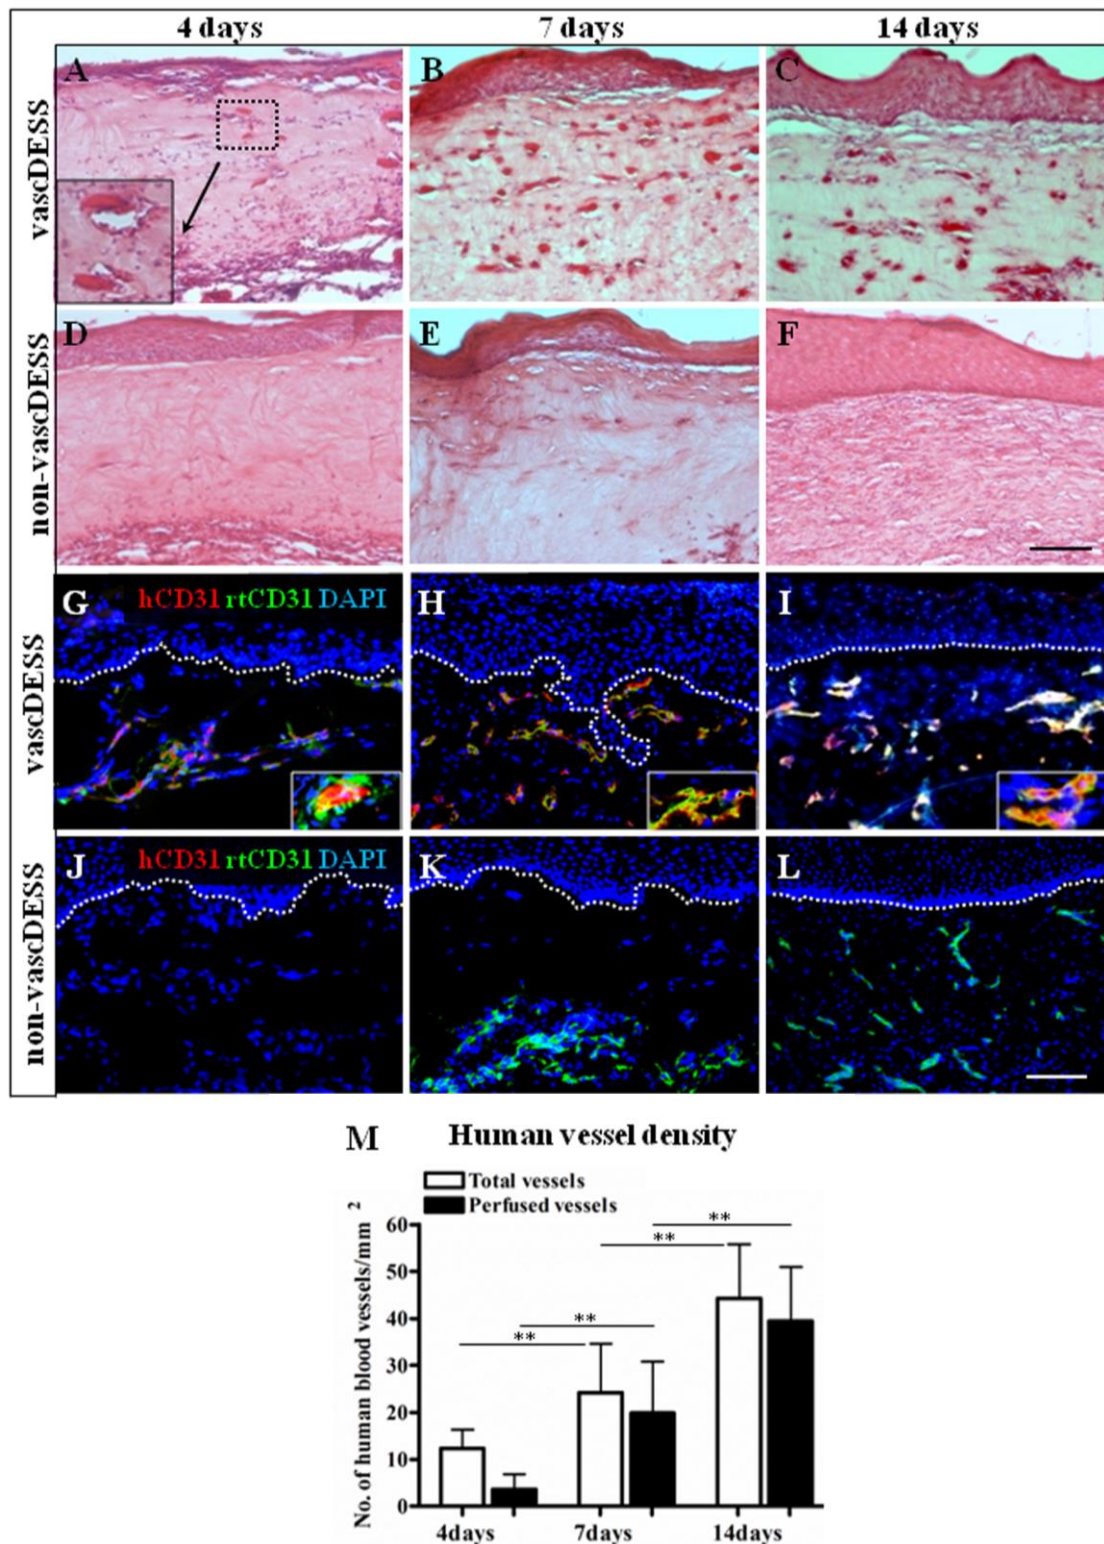 4 days 7 days 14 days
vascDESS
A B C
non-vascDESS
D E F
vascDESS
G hCD31 rtCD31 DAPI H I
non-vascDESS
J hCD31 rtCD31 DAPI K L
M Human vessel density
Total vessels
Perfused vessels
No. of human blood vessels/mm 2
60
50
40
30
20
10
0
**
**
**
**
4days 7days 14days